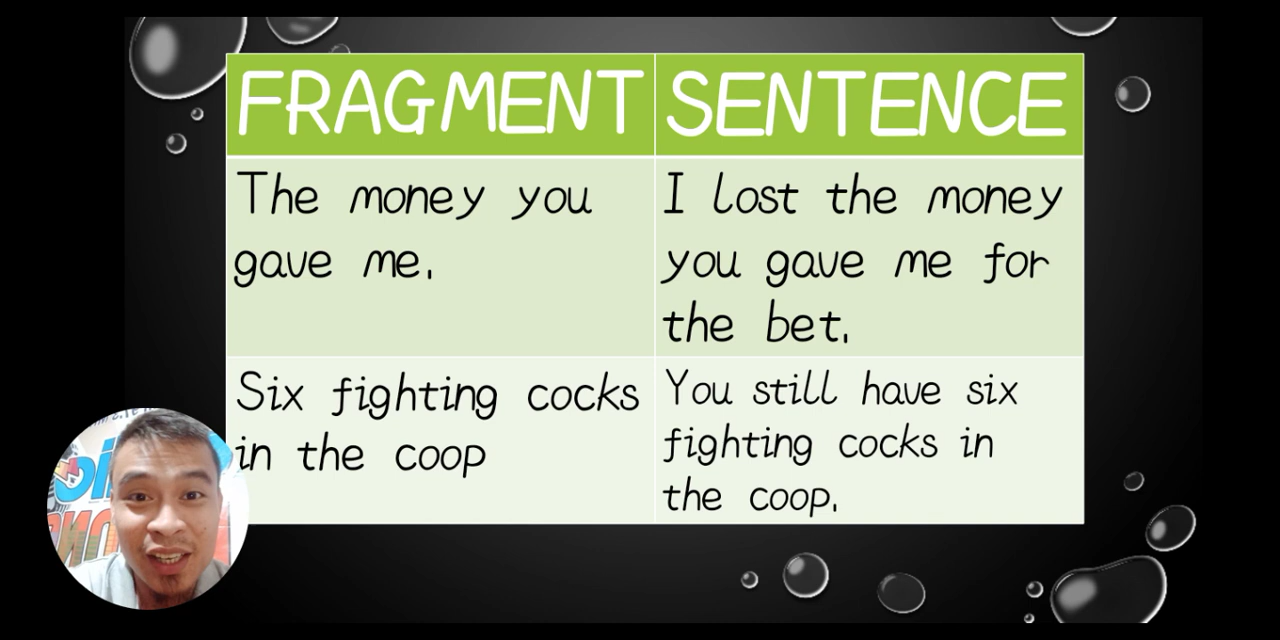 FRAGMENT
SENTENCE
The money you
gave me.
I lost the money
you gave me for
the bet.
Six fighting cocks
in the coop
You still have six
fighting cocks in
the coop.